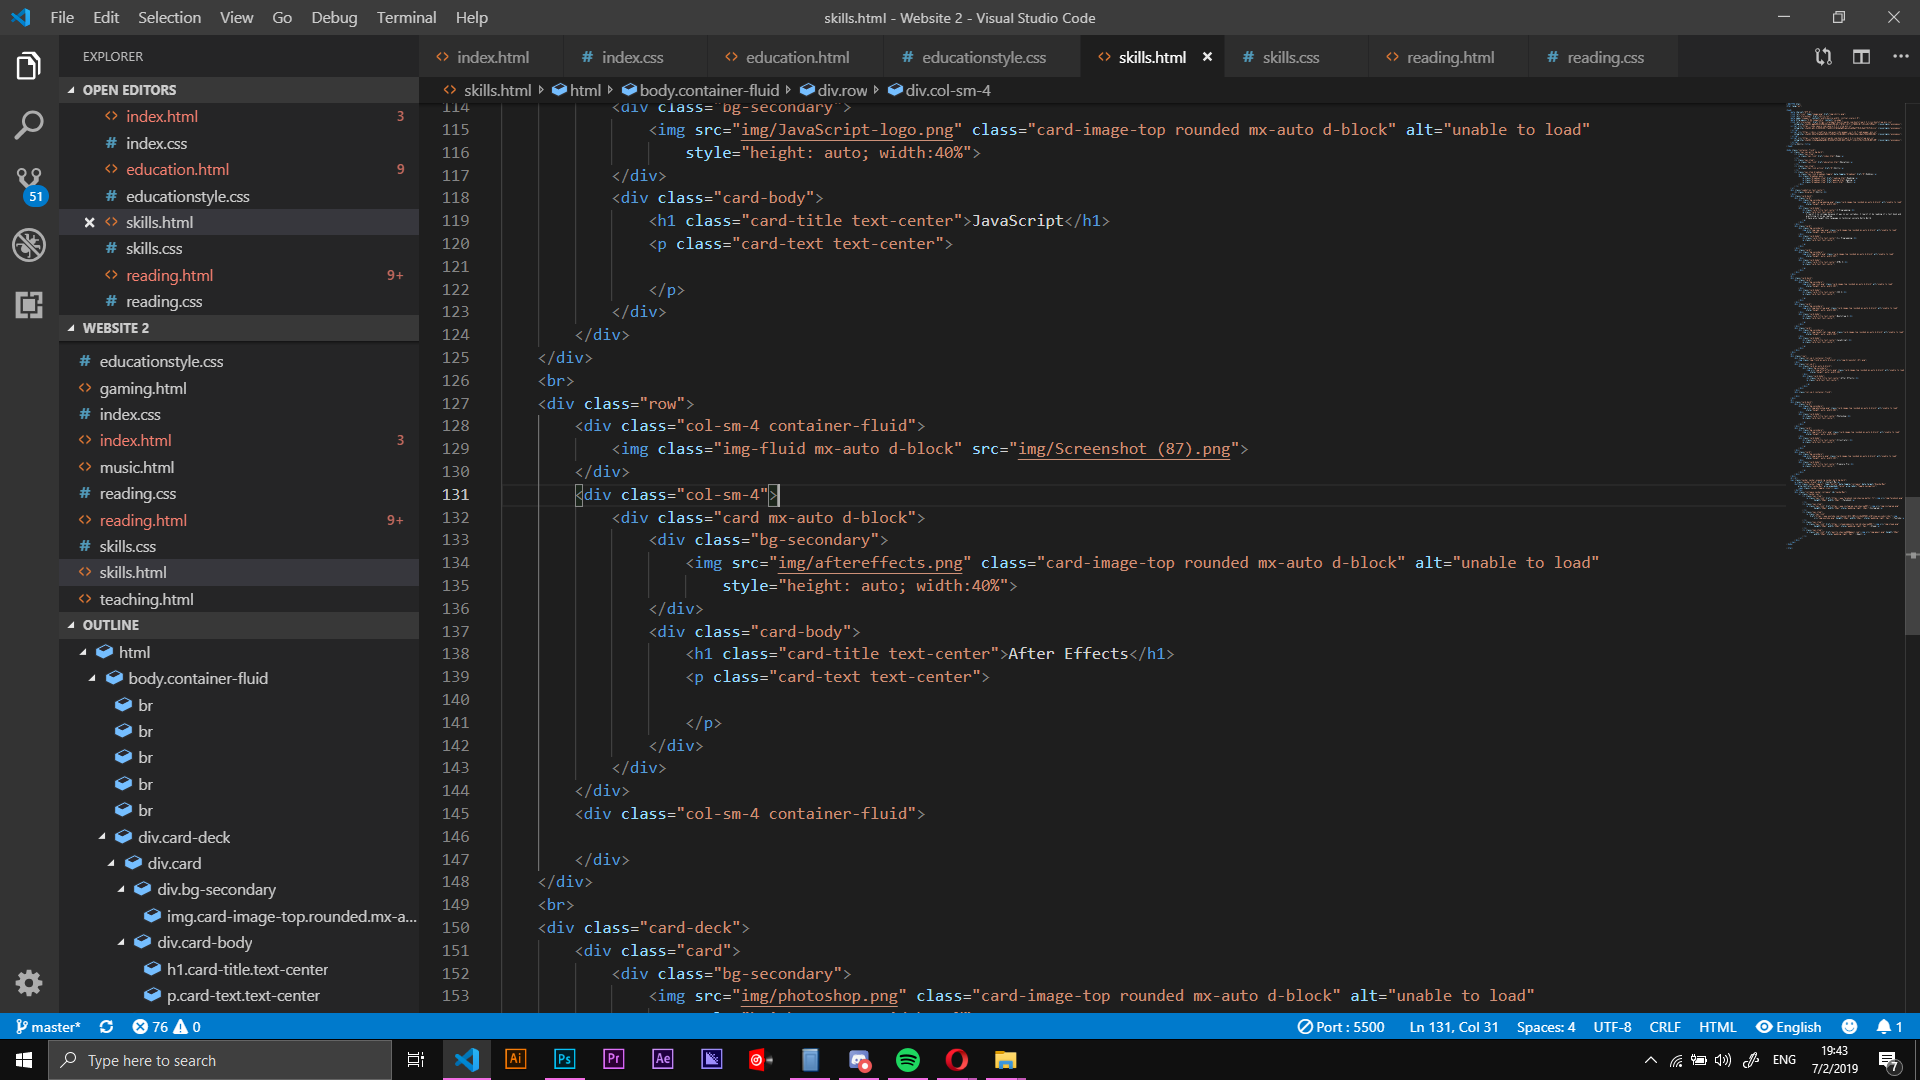 File Edit Selection View Go Debug Terminal Help
skills.html - Website 2 - Visual Studio Code
EXPLORER
index.html # index.css education.html # educationstyle.css skills.html # skills.css reading.html # reading.css
skills.html html body.container-fluid div.row div.col-sm-4
OPEN EDITORS
index.html 3
# index.css
education.html 9
# educationstyle.css
skills.html
# skills.css
reading.html 9+
# reading.css
51
WEBSITE 2
# educationstyle.css
gaming.html
# index.css
index.html 3
music.html
# reading.css
reading.html 9+
# skills.css
skills.html
teaching.html
OUTLINE
html
body.container-fluid
br
br
br
br
br
div.card-deck
div.card
div.bg-secondary
img.card-image-top.rounded.mx-a...
div.card-body
h1.card-title.text-center
p.card-text.text-center
114 <div class="bg-secondary">
115 <img src="img/JavaScript-logo.png" class="card-image-top rounded mx-auto d-block" alt="unable to load"
116 style="height: auto; width:40%">
117 </div>
118 <div class="card-body">
119 <h1 class="card-title text-center">JavaScript</h1>
120 <p class="card-text text-center">
121
122 </p>
123 </div>
124 </div>
125 </div>
126 <br>
127 <div class="row">
128 <div class="col-sm-4 container-fluid">
129 <img class="img-fluid mx-auto d-block" src="img/Screenshot (87).png">
130 </div>
131 <div class="col-sm-4">
132 <div class="card mx-auto d-block">
133 <div class="bg-secondary">
134 <img src="img/aftereffects.png" class="card-image-top rounded mx-auto d-block" alt="unable to load"
135 style="height: auto; width:40%">
136 </div>
137 <div class="card-body">
138 <h1 class="card-title text-center">After Effects</h1>
139 <p class="card-text text-center">
140
141 </p>
142 </div>
143 </div>
144 </div>
145 <div class="col-sm-4 container-fluid">
146
147 </div>
148 </div>
149 <br>
150 <div class="card-deck">
151 <div class="card">
152 <div class="bg-secondary">
153 <img src="img/photoshop.png" class="card-image-top rounded mx-auto d-block" alt="unable to load"
master* 76 0 Port : 5500 Ln 131, Col 31 Spaces: 4 UTF-8 CRLF HTML English 1
Type here to search Ai Ps Pr Ae ENG 19:43
7/2/2019 7